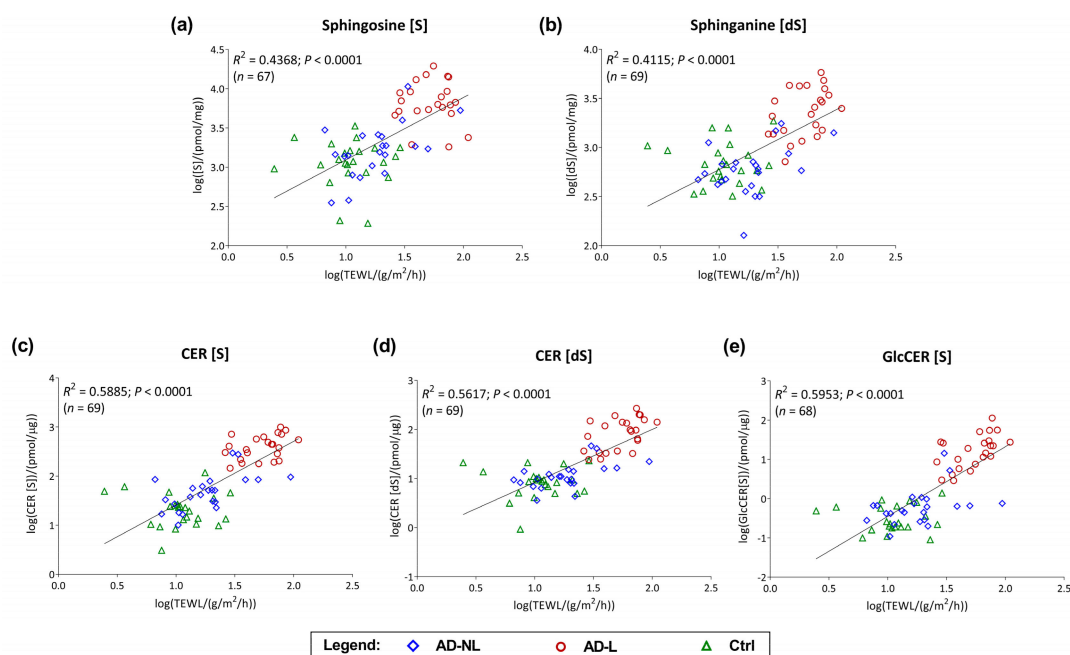 (a) Sphingosine [S]
R² = 0.4368; P < 0.0001
(n = 67)
log([S]/(pmol/mg))
4.5
4.0
3.5
3.0
2.5
2.0
0.0 0.5 1.0 1.5 2.0 2.5
log(TEWL/(g/m²/h))
(b) Sphinganine [dS]
R² = 0.4115; P < 0.0001
(n = 69)
log([dS]/(pmol/mg))
4.0
3.5
3.0
2.5
2.0
0.0 0.5 1.0 1.5 2.0 2.5
log(TEWL/(g/m²/h))
(c) CER [S]
R² = 0.5885; P < 0.0001
(n = 69)
log(CER [S])/(pmol/µg))
4
3
2
1
0
0.0 0.5 1.0 1.5 2.0 2.5
log(TEWL/(g/m²/h))
(d) CER [dS]
R² = 0.5617; P < 0.0001
(n = 69)
log(CER [dS]/(pmol/µg))
3
2
1
0
-1
0.0 0.5 1.0 1.5 2.0 2.5
log(TEWL/(g/m²/h))
(e) GlcCER [S]
R² = 0.5953; P < 0.0001
(n = 68)
log(GlcCER[S])/(pmol/µg))
3
2
1
0
-1
-2
0.0 0.5 1.0 1.5 2.0 2.5
log(TEWL/(g/m²/h))
Legend: AD-NL AD-L Ctrl